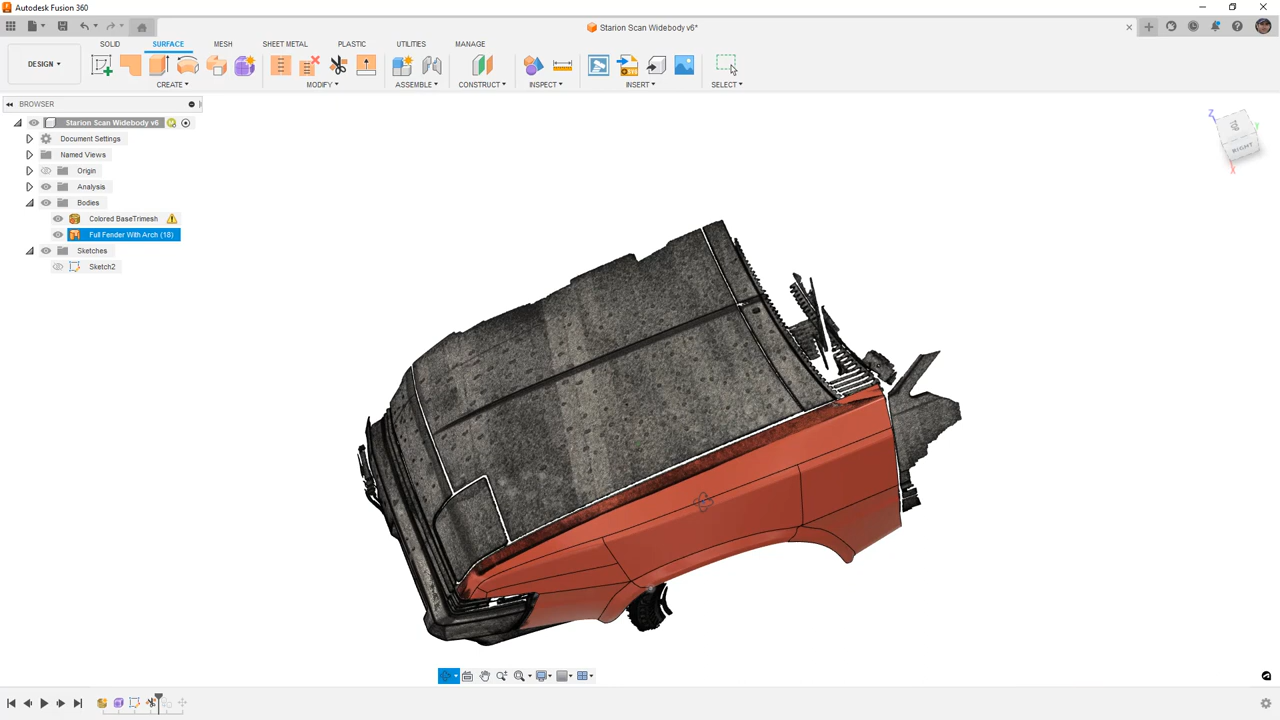 Autodesk Fusion 360
Starion Scan Widebody v6*
SOLID SURFACE MESH SHEET METAL PLASTIC UTILITIES MANAGE
DESIGN
CREATE MODIFY ASSEMBLE CONSTRUCT INSPECT INSERT SELECT
BROWSER
Starion Scan Widebody v6
Document Settings
Named Views
Origin
Analysis
Bodies
Colored BaseTrimesh
Full Fender With Arch (18)
Sketches
Sketch2
Z
Y
RIGHT
X